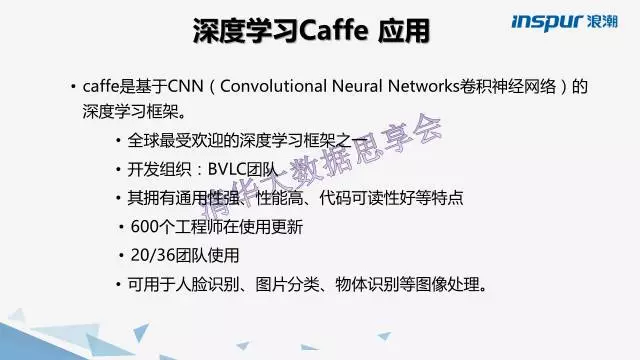 深度学习Caffe 应用
inspur 浪潮
• caffe是基于CNN（Convolutional Neural Networks卷积神经网络）的
深度学习框架。
• 全球最受欢迎的深度学习框架之一
• 开发组织：BVLC团队
• 其拥有通用性强、性能高、代码可读性好等特点
• 600个工程师在使用更新
• 20/36团队使用
• 可用于人脸识别、图片分类、物体识别等图像处理。
清华大数据思享会